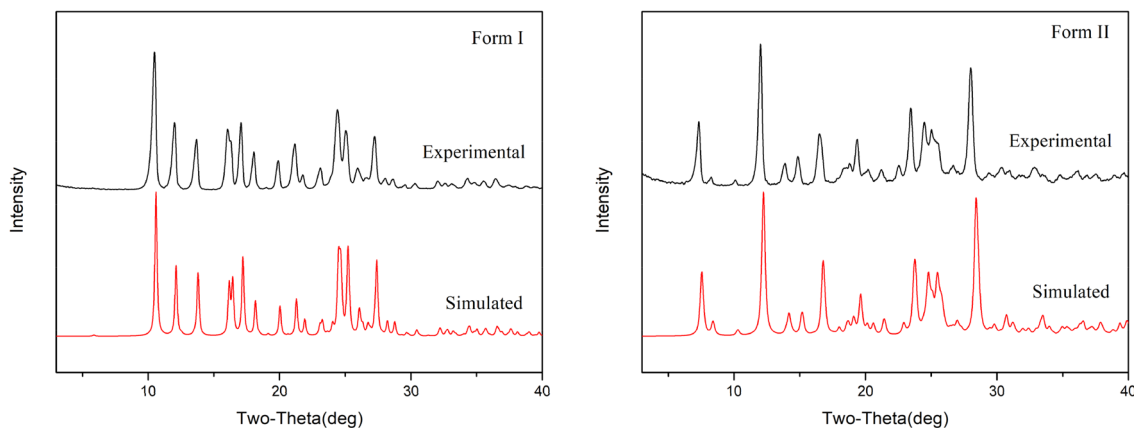 Form I
Experimental
Simulated
Intensity
10
20
30
40
Two-Theta(deg)
Form II
Experimental
Simulated
Intensity
10
20
30
40
Two-Theta(deg)